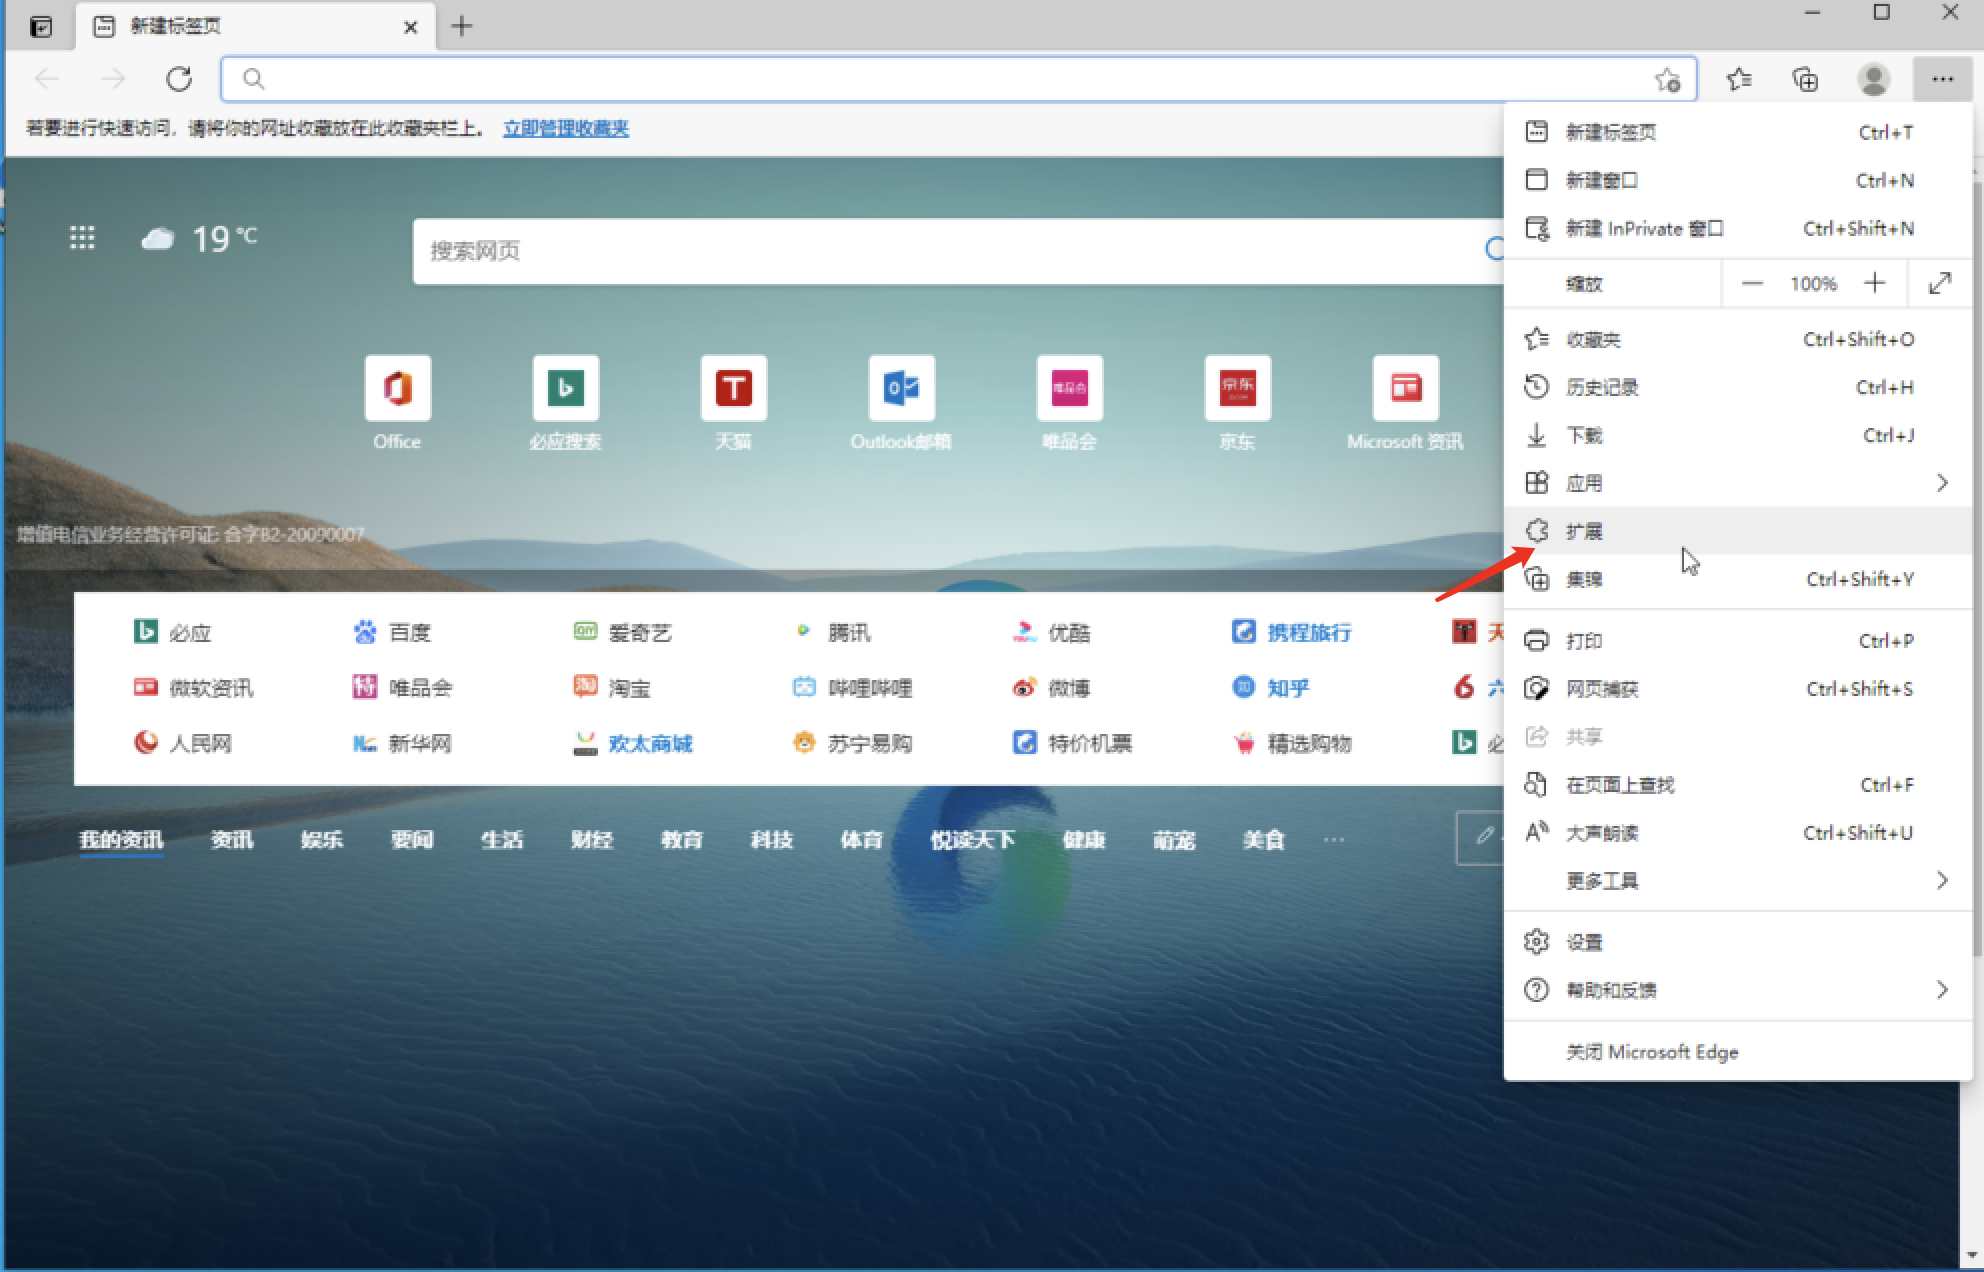 新建标签页
若要进行快速访问，请将你的网址收藏放在此收藏夹栏上。 立即管理收藏夹
19 °C
搜索网页
Office
必应搜索
天猫
Outlook邮箱
唯品会
京东
Microsoft 资讯
增值电信业务经营许可证: 合字B2-20090007
必应 百度 爱奇艺 腾讯 优酷 携程旅行
微软资讯 唯品会 淘宝 哔哩哔哩 微博 知乎
人民网 新华网 欢太商城 苏宁易购 特价机票 精选购物
我的资讯 资讯 娱乐 要闻 生活 财经 教育 科技 体育 悦读天下 健康 萌宠 美食 ...
新建标签页 Ctrl+T
新建窗口 Ctrl+N
新建 InPrivate 窗口 Ctrl+Shift+N
缩放 — 100% +
收藏夹 Ctrl+Shift+O
历史记录 Ctrl+H
下载 Ctrl+J
应用
扩展
集锦 Ctrl+Shift+Y
打印 Ctrl+P
网页捕获 Ctrl+Shift+S
共享
在页面上查找 Ctrl+F
大声朗读 Ctrl+Shift+U
更多工具
设置
帮助和反馈
关闭 Microsoft Edge